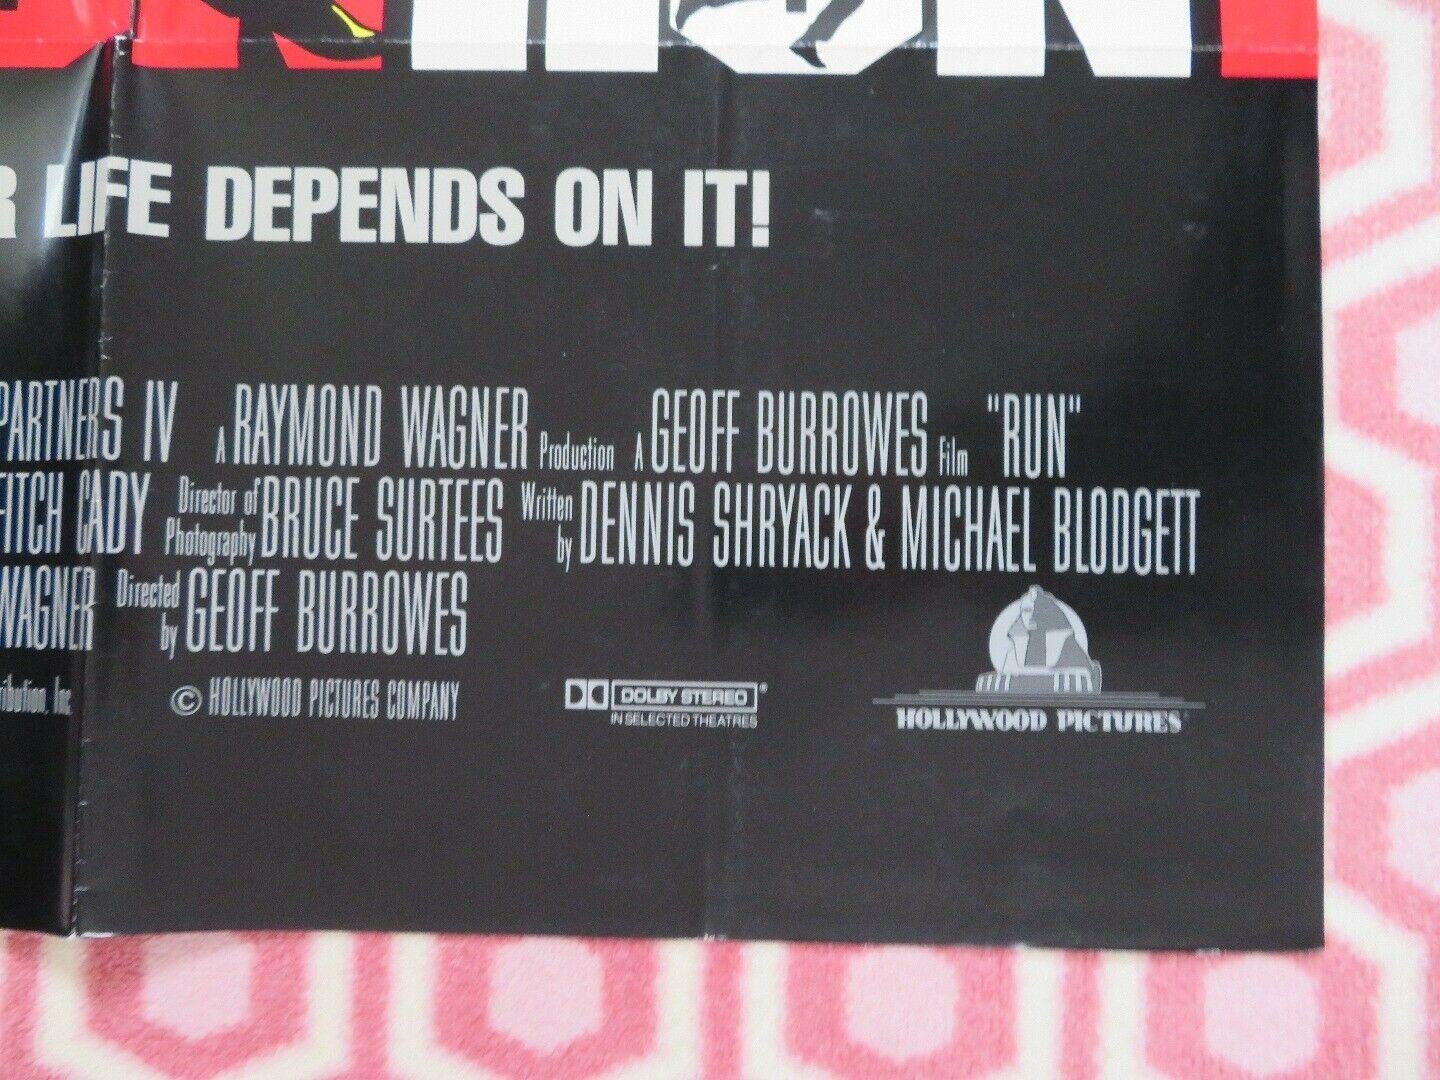 LIFE DEPENDS ON IT!
PARTNERS IV A RAYMOND WAGNER Production A GEOFF BURROWES Film "RUN"
FITCH CADY Director of Photography BRUCE SURTEES Written by DENNIS SHRYACK & MICHAEL BLODGETT
WAGNER Directed by GEOFF BURROWES
Inc © HOLLYWOOD PICTURES COMPANY
DOLBY STEREO ®
IN SELECTED THEATRES
HOLLYWOOD PICTURES